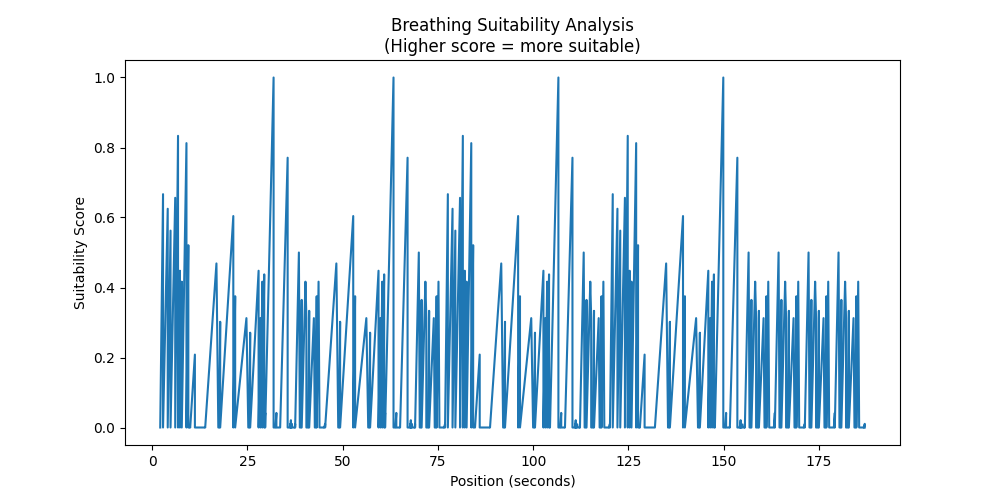 Breathing Suitability Analysis
(Higher score = more suitable)
Suitability Score
1.0
0.8
0.6
0.4
0.2
0.0
0 25 50 75 100 125 150 175
Position (seconds)